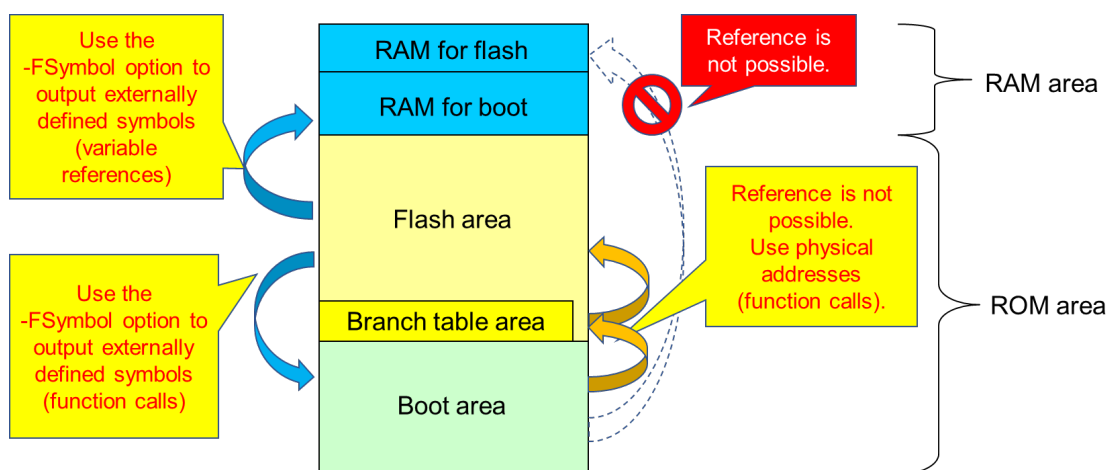 Use the
-FSymbol option to
output externally
defined symbols
(variable
references)
RAM for flash
RAM for boot
Reference is
not possible.
RAM area
Flash area
Reference is not
possible.
Use physical
addresses
(function calls).
Use the
-FSymbol option to
output externally
defined symbols
(function calls)
Branch table area
ROM area
Boot area